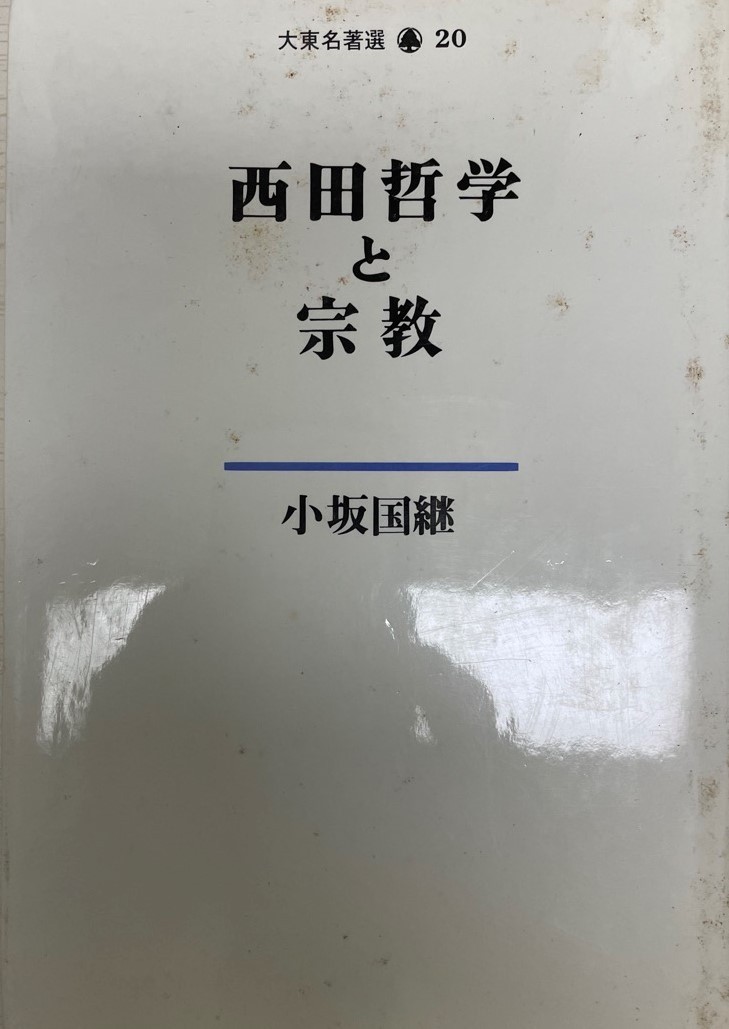 大東名著選 20
西田哲学
と
宗教
小坂国継